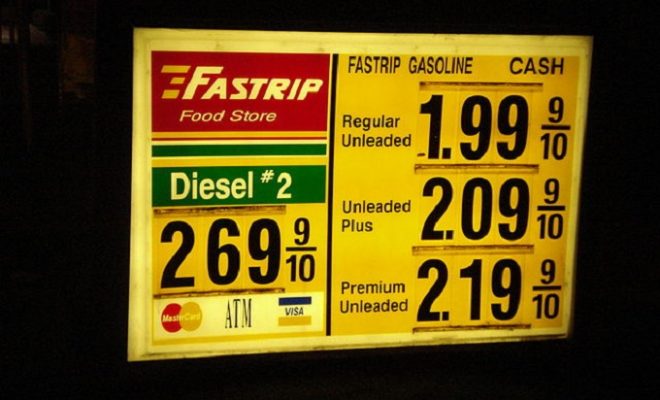 FASTRIP
Food Store
Diesel #2
269 9/10
MasterCard
ATM
VISA
FASTRIP GASOLINE CASH
Regular
Unleaded
1.99 9/10
Unleaded
Plus
2.09 9/10
Premium
Unleaded
2.19 9/10